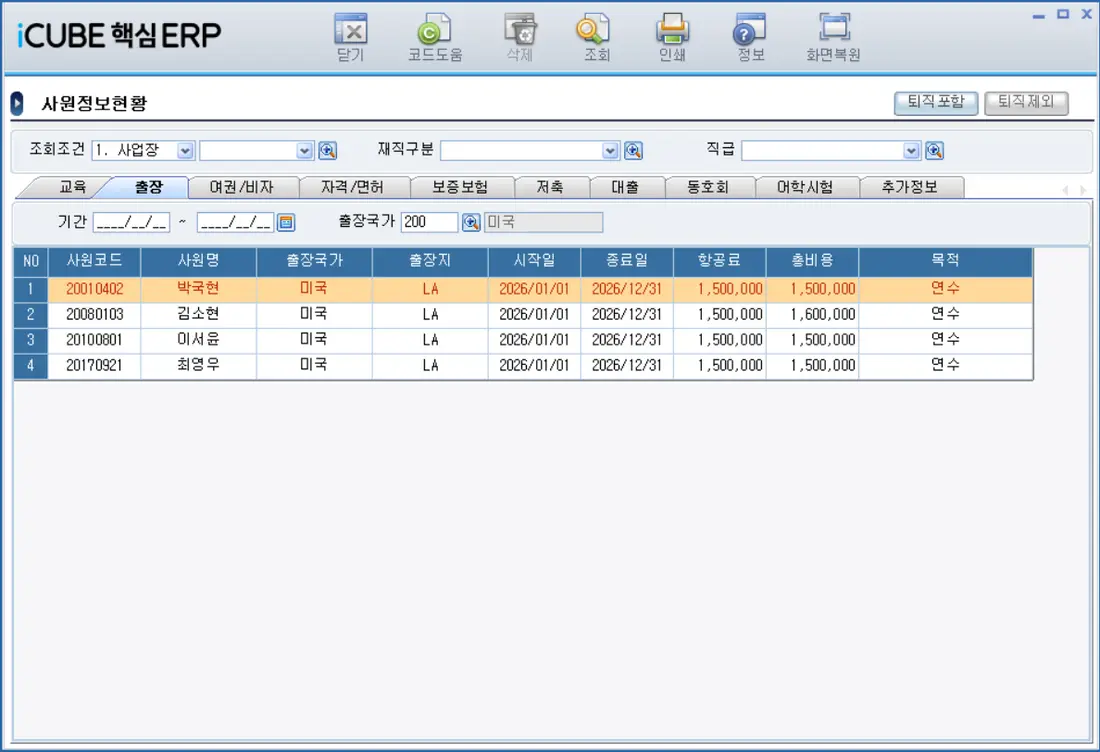 iCUBE 핵심ERP
닫기 코드도움 삭제 조회 인쇄 정보 화면복원
사원정보현황 퇴직포함 퇴직제외
조회조건 1. 사업장 재직구분 직급
교육 출장 여권/비자 자격/면허 보증보험 저축 대출 동호회 어학시험 추가정보
기간 ____/__/__ ~ ____/__/__ 출장국가 200 미국
NO 사원코드 사원명 출장국가 출장지 시작일 종료일 항공료 총비용 목적
1 20010402 박국현 미국 LA 2026/01/01 2026/12/31 1,500,000 1,500,000 연수
2 20080103 김소현 미국 LA 2026/01/01 2026/12/31 1,500,000 1,600,000 연수
3 20100801 이서윤 미국 LA 2026/01/01 2026/12/31 1,500,000 1,500,000 연수
4 20170921 최영우 미국 LA 2026/01/01 2026/12/31 1,500,000 1,500,000 연수